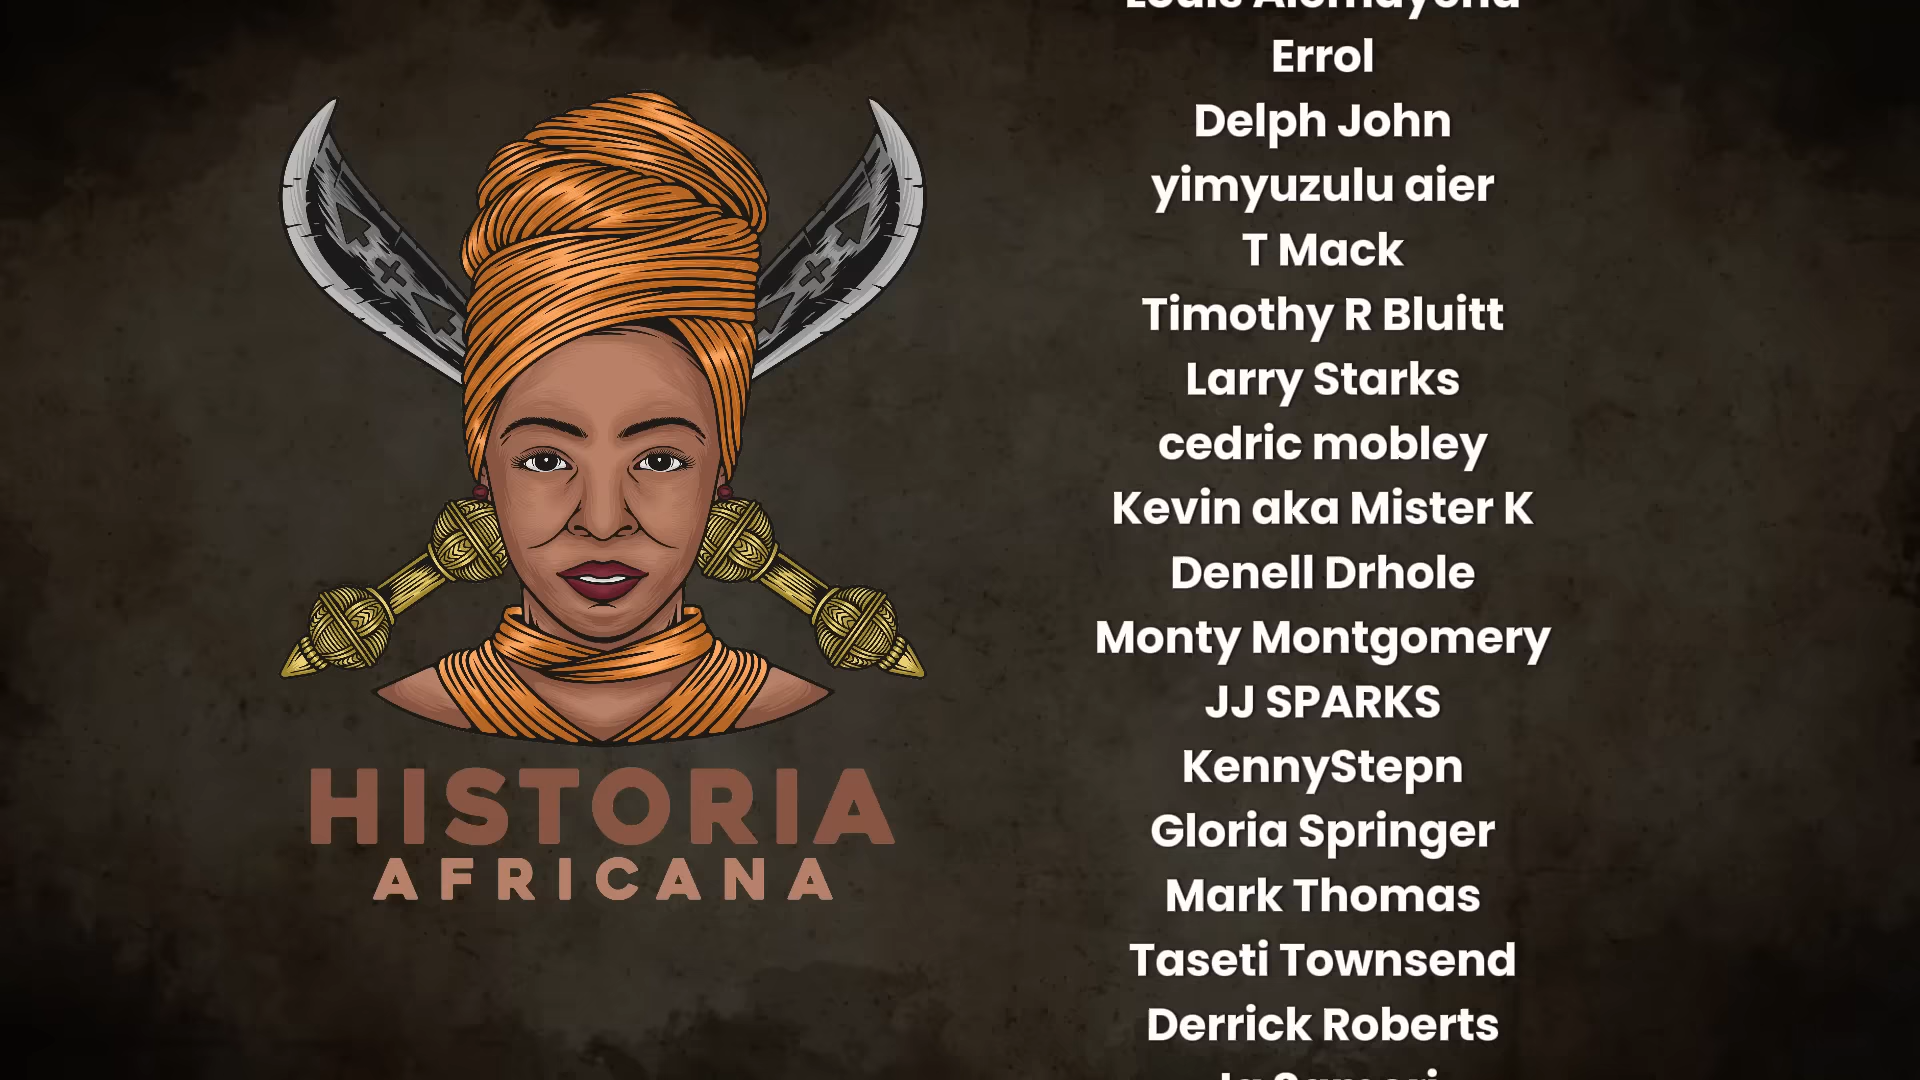 HISTORIA
AFRICANA
Errol
Delph John
yimyuzulu aier
T Mack
Timothy R Bluitt
Larry Starks
cedric mobley
Kevin aka Mister K
Denell Drhole
Monty Montgomery
JJ SPARKS
KennyStepn
Gloria Springer
Mark Thomas
Taseti Townsend
Derrick Roberts